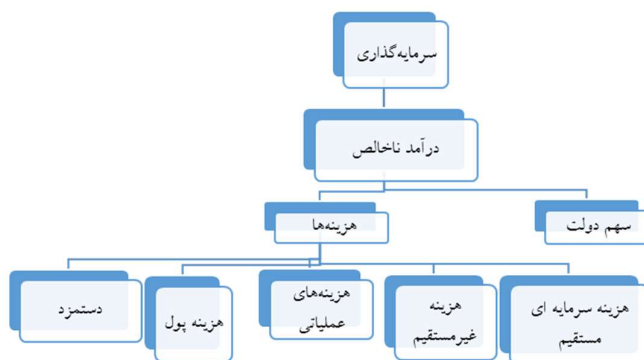 سرمایه‌گذاری
درآمد ناخالص
سهم دولت
هزینه‌ها
هزینه سرمایه ای
مستقیم
هزینه
غیرمستقیم
هزینه‌های
عملیاتی
هزینه پول
دستمزد